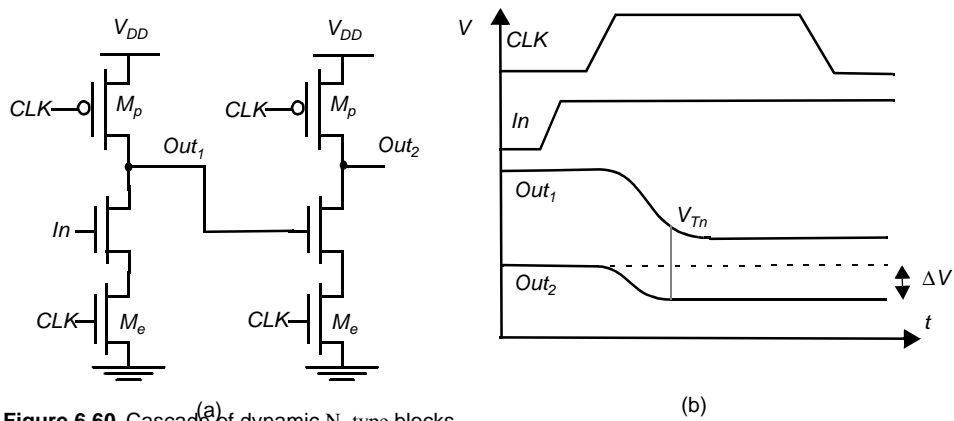 V_DD V_DD
CLK M_p CLK M_p
Out_1 Out_2
In
CLK M_e CLK M_e
(a)
V
CLK
In
Out_1
V_Tn
Out_2
ΔV
t
(b)
Figure 6.60 Cascade of dynamic N-type blocks